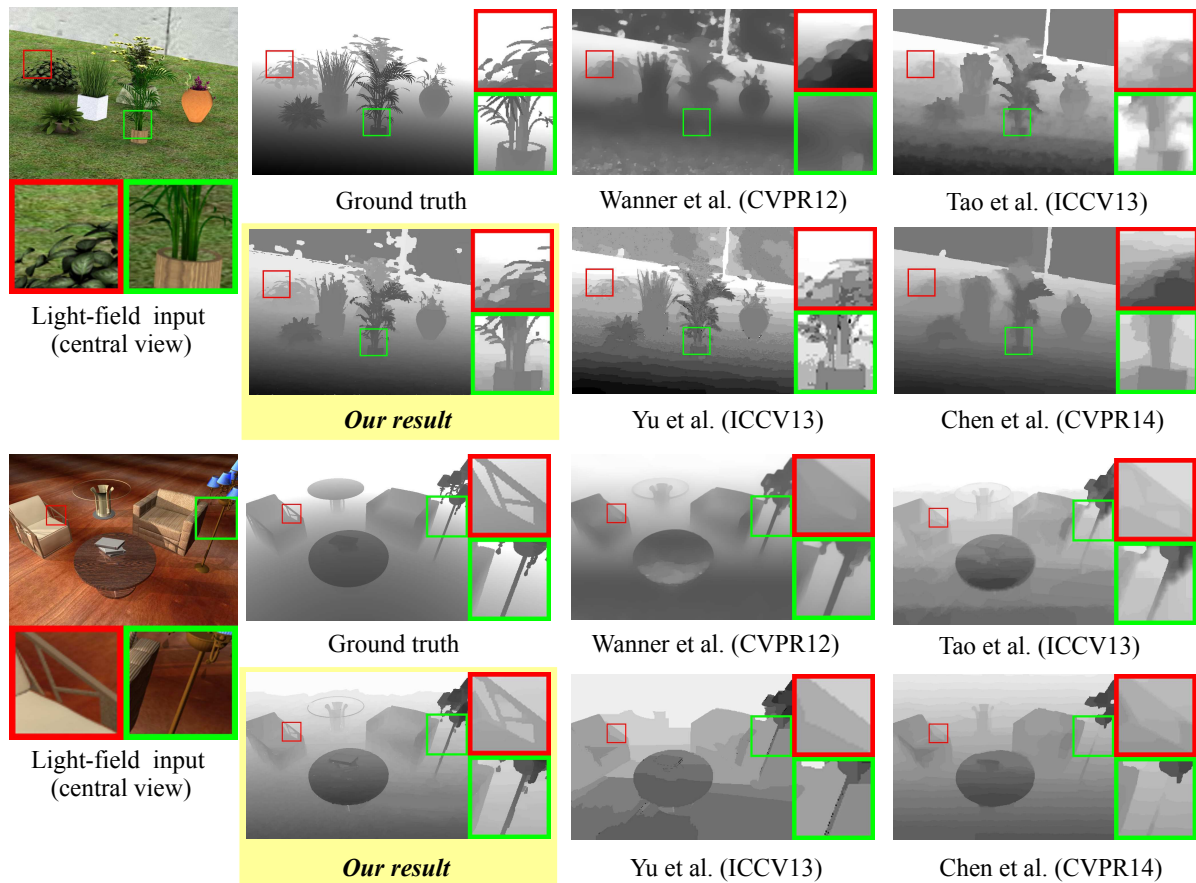 Ground truth
Wanner et al. (CVPR12)
Tao et al. (ICCV13)
Light-field input
(central view)
Our result
Yu et al. (ICCV13)
Chen et al. (CVPR14)
Ground truth
Wanner et al. (CVPR12)
Tao et al. (ICCV13)
Light-field input
(central view)
Our result
Yu et al. (ICCV13)
Chen et al. (CVPR14)